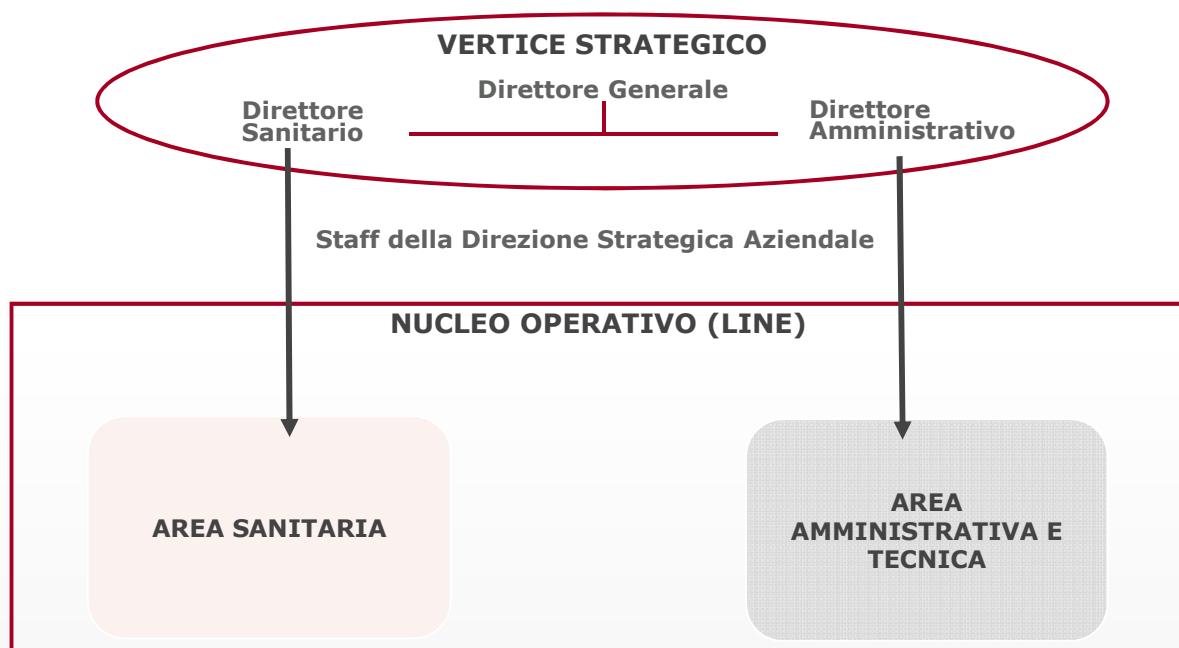 VERTICE STRATEGICO
Direttore Generale
Direttore
Sanitario
Direttore
Amministrativo
Staff della Direzione Strategica Aziendale
NUCLEO OPERATIVO (LINE)
AREA SANITARIA
AREA
AMMINISTRATIVA E
TECNICA